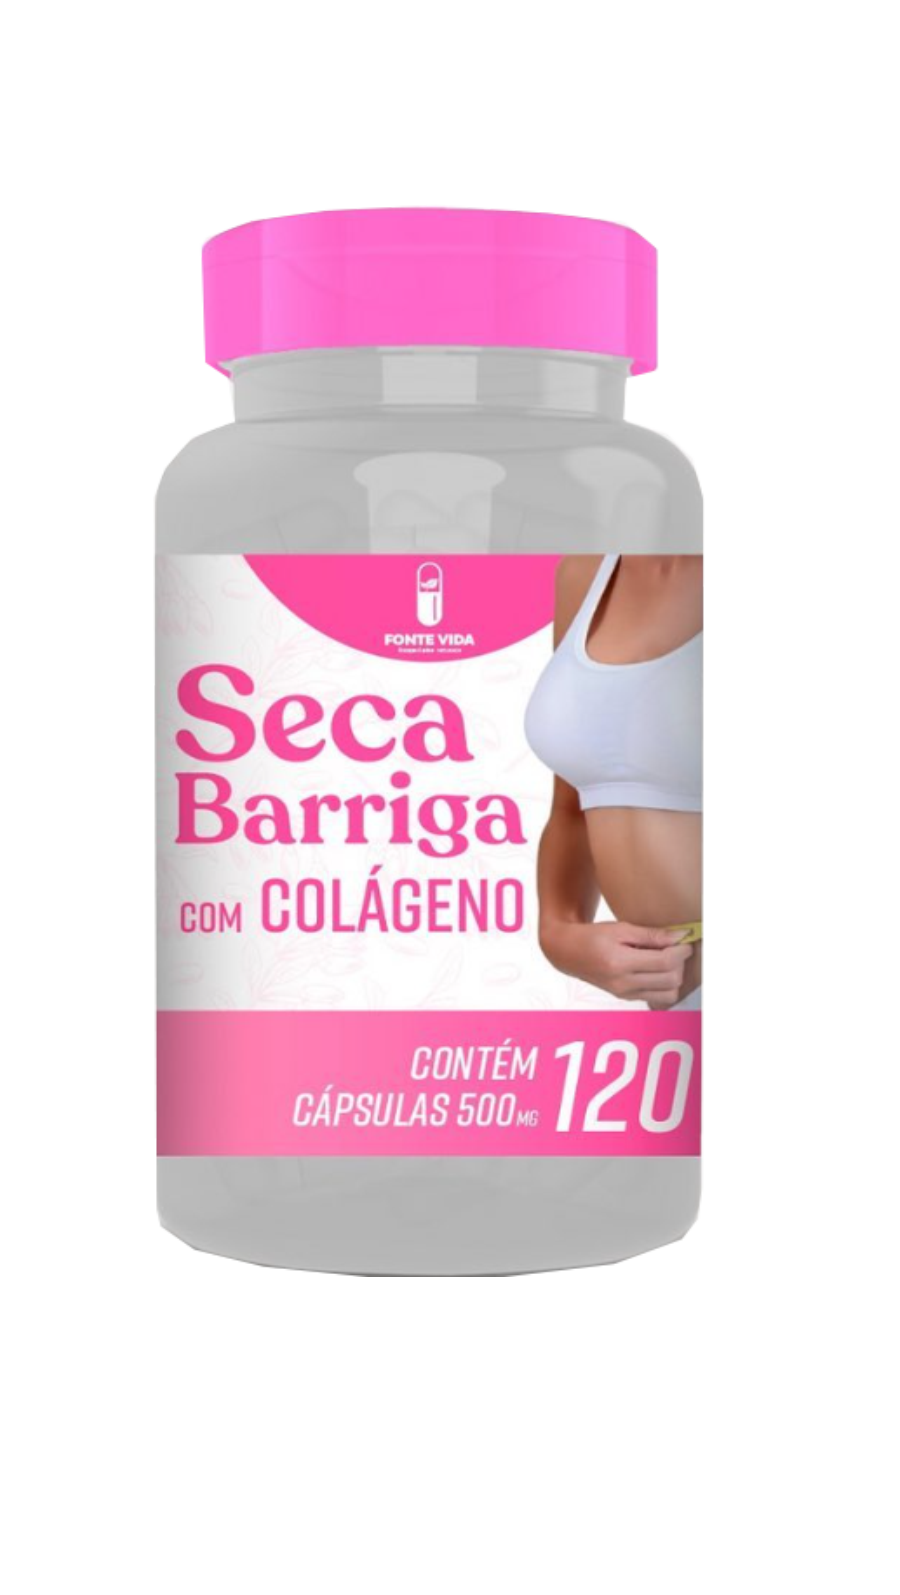 FONTE VIDA
Seca
Barriga
COM COLÁGENO
CONTÉM
CÁPSULAS 500MG 120